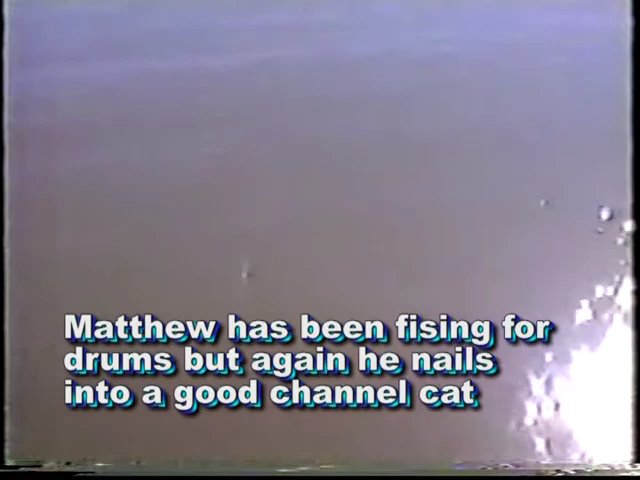 Matthew has been fising for
drums but again he nails
into a good channel cat